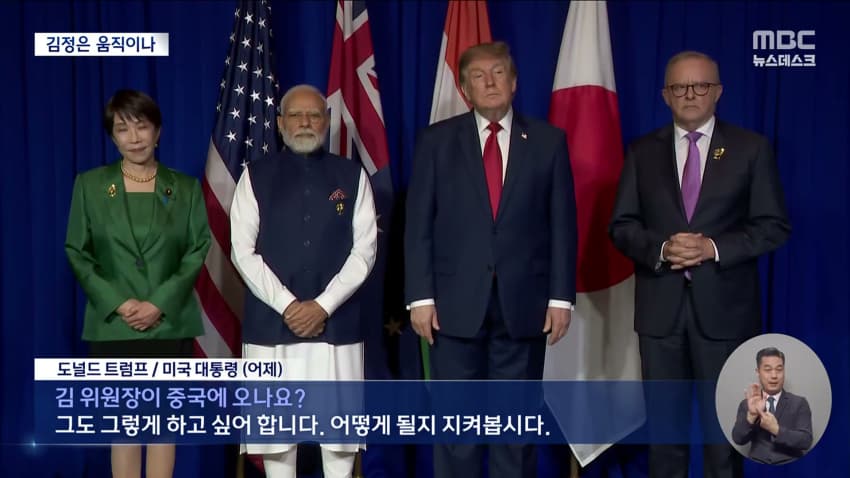 김정은 움직이나
MBC
뉴스데스크
도널드 트럼프 / 미국 대통령 (어제)
김 위원장이 중국에 오나요?
그도 그렇게 하고 싶어 합니다. 어떻게 될지 지켜봅시다.